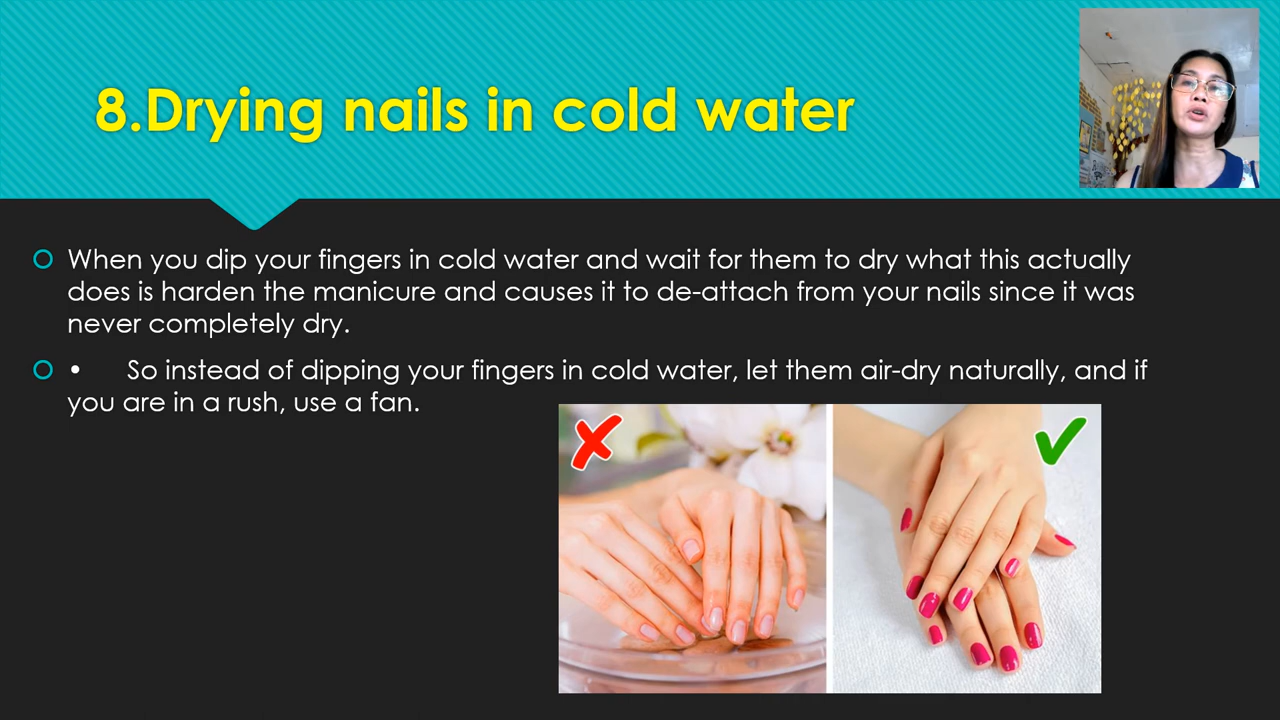 8.Drying nails in cold water
When you dip your fingers in cold water and wait for them to dry what this actually
does is harden the manicure and causes it to de-attach from your nails since it was
never completely dry.
• So instead of dipping your fingers in cold water, let them air-dry naturally, and if
you are in a rush, use a fan.